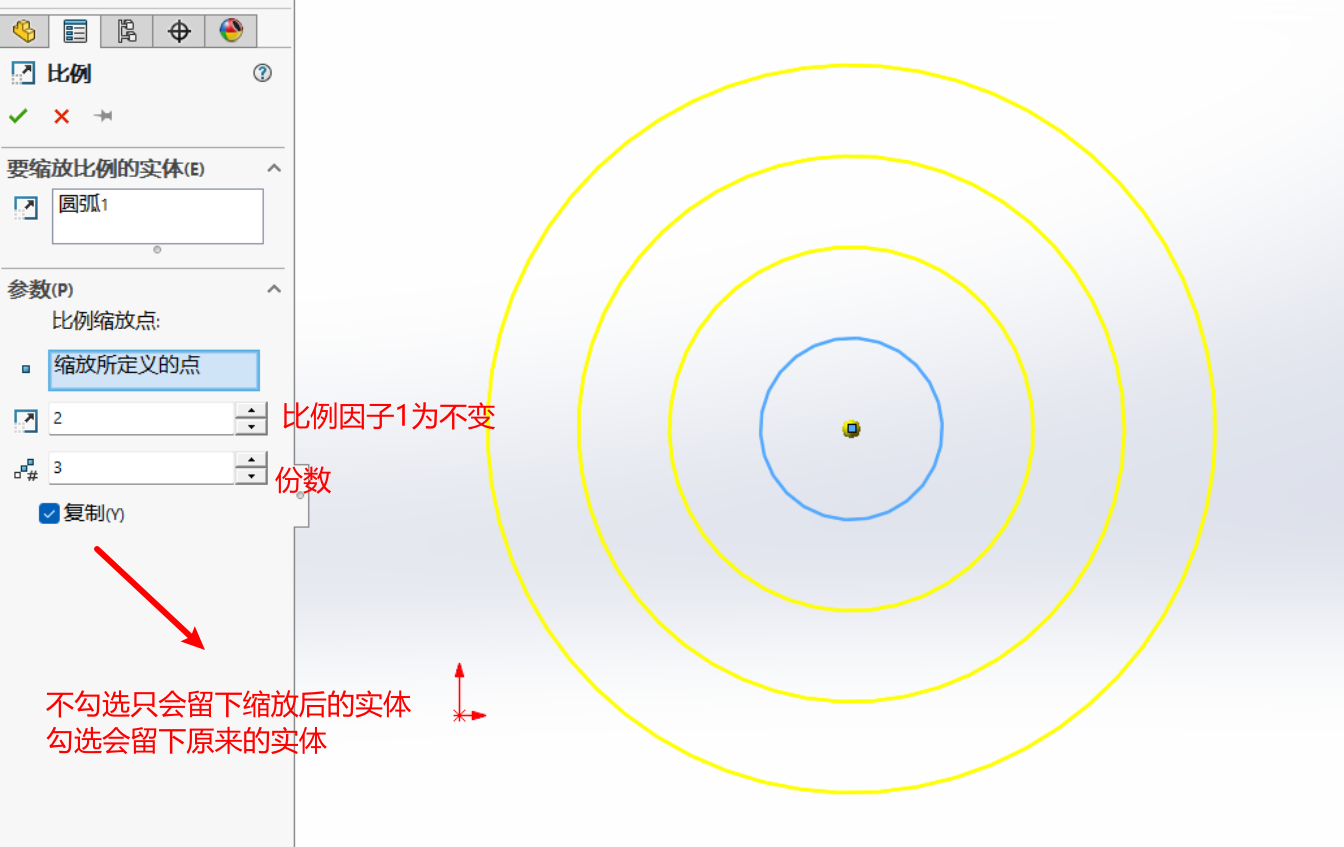 比例
要缩放比例的实体(E)
圆弧1
参数(P)
比例缩放点:
缩放所定义的点
2
比例因子1为不变
3
份数
复制(Y)
不勾选只会留下缩放后的实体
勾选会留下原来的实体